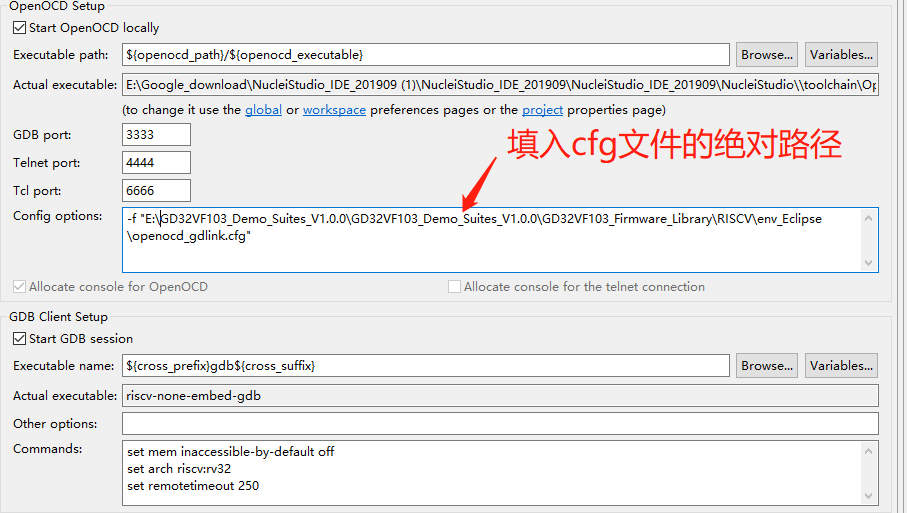 OpenOCD Setup
Start OpenOCD locally
Executable path: ${openocd_path}/${openocd_executable} Browse... Variables...
Actual executable: E:\Google_download\NucleiStudio_IDE_201909 (1)\NucleiStudio_IDE_201909\NucleiStudio_IDE_201909\NucleiStudio\\toolchain\Op
(to change it use the global or workspace preferences pages or the project properties page)
GDB port: 3333
填入cfg文件的绝对路径
Telnet port: 4444
Tcl port: 6666
Config options: -f "E:\GD32VF103_Demo_Suites_V1.0.0\GD32VF103_Demo_Suites_V1.0.0\GD32VF103_Firmware_Library\RISCV\env_Eclipse
\openocd_gdlink.cfg"
Allocate console for OpenOCD Allocate console for the telnet connection
GDB Client Setup
Start GDB session
Executable name: ${cross_prefix}gdb${cross_suffix} Browse... Variables...
Actual executable: riscv-none-embed-gdb
Other options:
Commands: set mem inaccessible-by-default off
set arch riscv:rv32
set remotetimeout 250